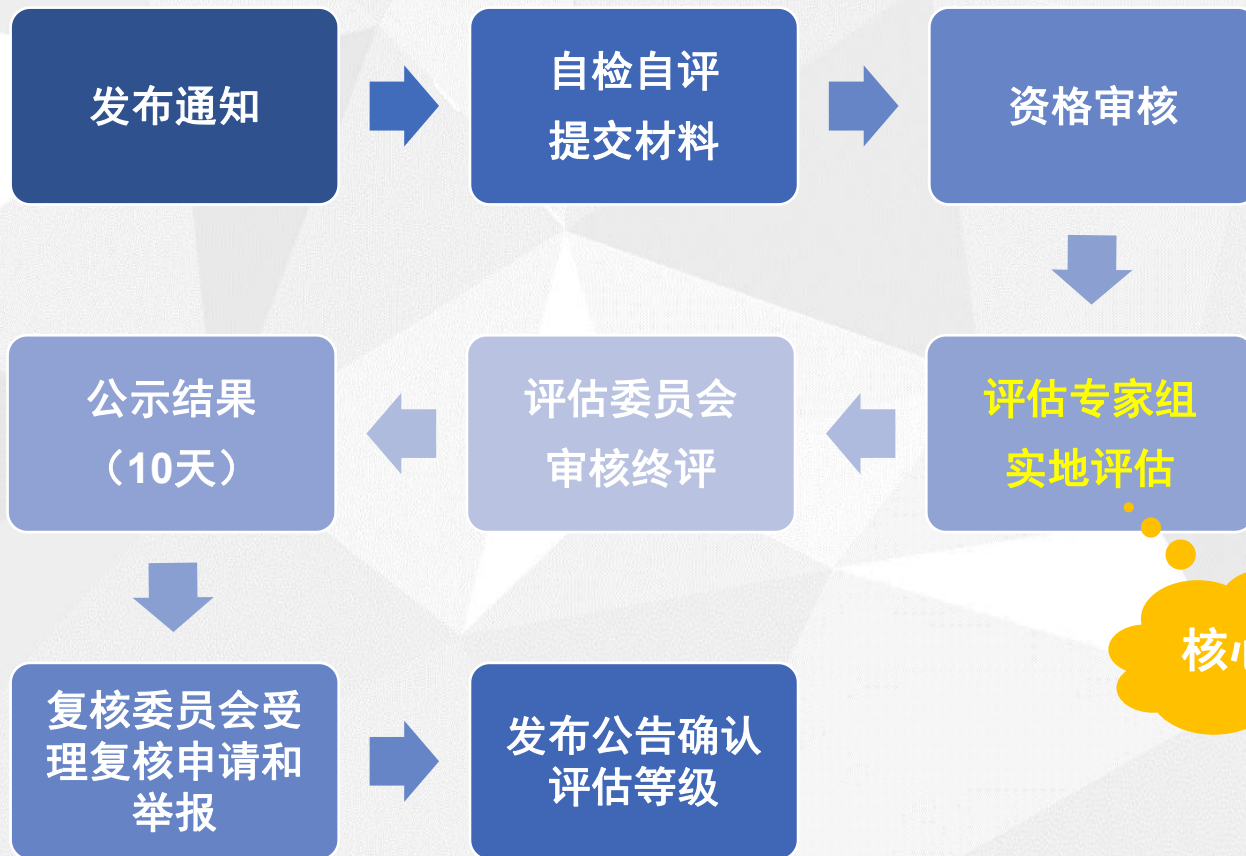 发布通知
自检自评
提交材料
资格审核
评估专家组
实地评估
评估委员会
审核终评
公示结果
（10天）
核心
复核委员会受
理复核申请和
举报
发布公告确认
评估等级